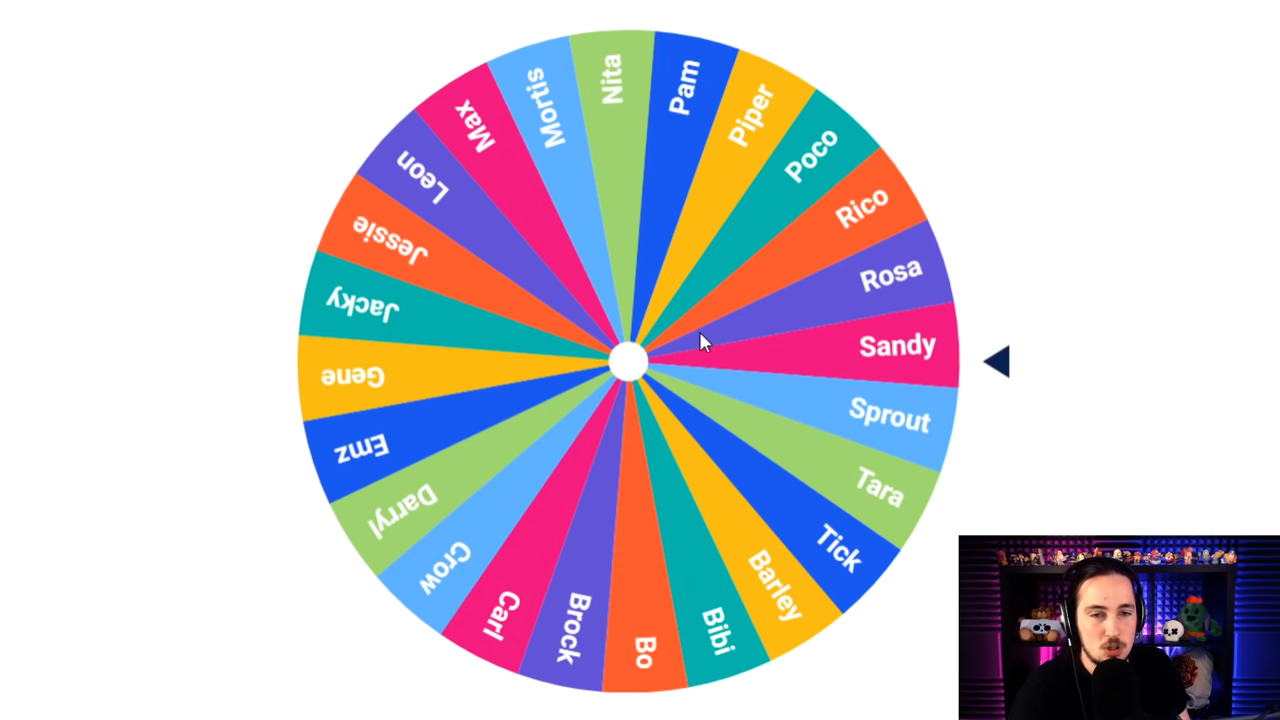 Nita
Pam
Piper
Poco
Rico
Rosa
Sandy
Sprout
Tara
Tick
Barley
Bibi
Bo
Brock
Carl
Crow
Darryl
Emz
Gene
Jacky
Jessie
Leon
Max
Mortis